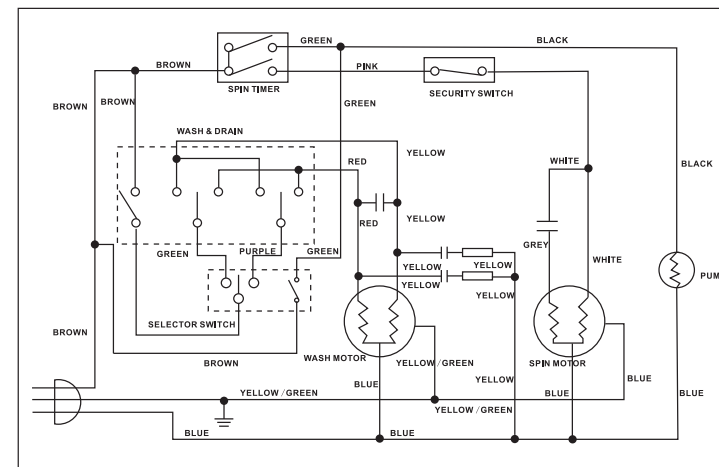 GREEN
BLACK
BROWN
PINK
SPIN TIMER
SECURITY SWITCH
BROWN
BROWN
GREEN
WASH & DRAIN
YELLOW
RED
WHITE
BLACK
RED
YELLOW
GREY
GREEN
PURPLE
GREEN
YELLOW
YELLOW
WHITE
YELLOW
YELLOW
PUM
SELECTOR SWITCH
BROWN
WASH MOTOR
BROWN
YELLOW/GREEN
SPIN MOTOR
BLUE
YELLOW
BLUE
BLUE
YELLOW /GREEN
BLUE
YELLOW/GREEN
BLUE
BLUE